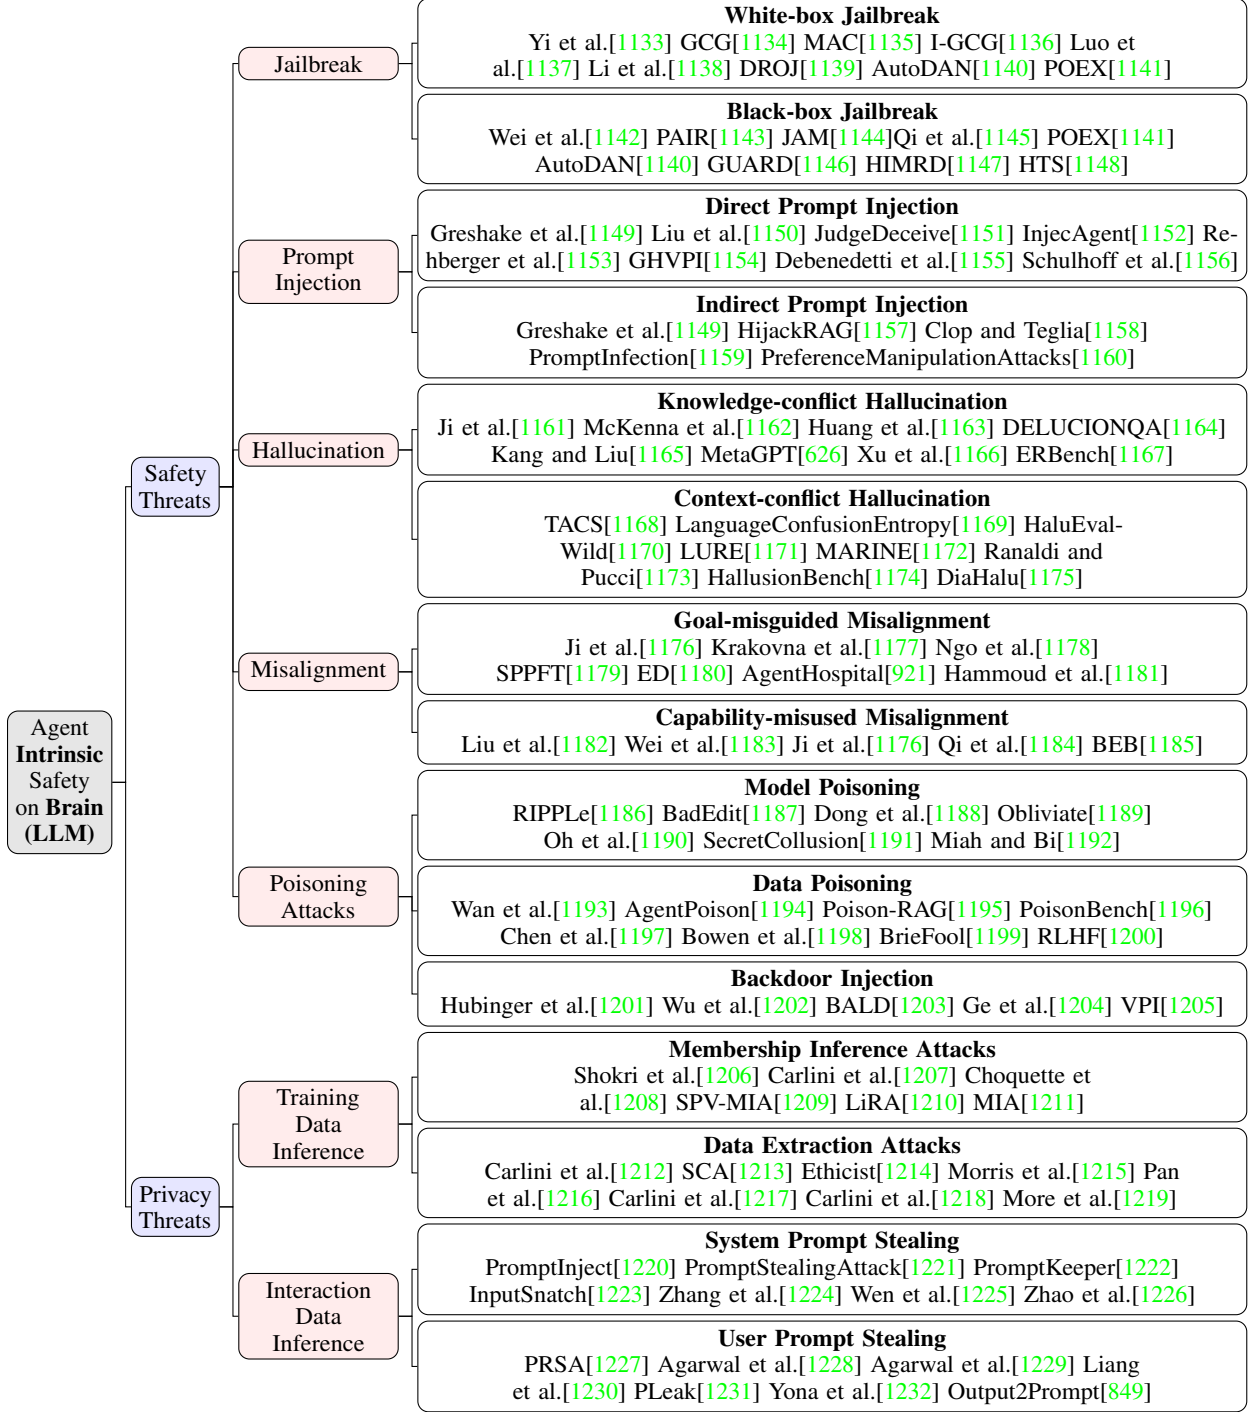 White-box Jailbreak
Yi et al.[1133] GCG[1134] MAC[1135] I-GCG[1136] Luo et
al.[1137] Li et al.[1138] DROJ[1139] AutoDAN[1140] POEX[1141]
Jailbreak
Black-box Jailbreak
Wei et al.[1142] PAIR[1143] JAM[1144]Qi et al.[1145] POEX[1141]
AutoDAN[1140] GUARD[1146] HIMRD[1147] HTS[1148]
Direct Prompt Injection
Greshake et al.[1149] Liu et al.[1150] JudgeDeceive[1151] InjecAgent[1152] Re-
hberger et al.[1153] GHVPI[1154] Debenedetti et al.[1155] Schulhoff et al.[1156]
Prompt
Injection
Indirect Prompt Injection
Greshake et al.[1149] HijackRAG[1157] Clop and Teglia[1158]
PromptInfection[1159] PreferenceManipulationAttacks[1160]
Knowledge-conflict Hallucination
Ji et al.[1161] McKenna et al.[1162] Huang et al.[1163] DELUCIONQA[1164]
Kang and Liu[1165] MetaGPT[626] Xu et al.[1166] ERBench[1167]
Hallucination
Safety
Threats
Context-conflict Hallucination
TACS[1168] LanguageConfusionEntropy[1169] HaluEval-
Wild[1170] LURE[1171] MARINE[1172] Ranaldi and
Pucci[1173] HallusionBench[1174] DiaHalu[1175]
Goal-misguided Misalignment
Ji et al.[1176] Krakovna et al.[1177] Ngo et al.[1178]
SPPFT[1179] ED[1180] AgentHospital[921] Hammoud et al.[1181]
Misalignment
Capability-misused Misalignment
Liu et al.[1182] Wei et al.[1183] Ji et al.[1176] Qi et al.[1184] BEB[1185]
Agent
Intrinsic
Safety
on Brain
(LLM)
Model Poisoning
RIPPLe[1186] BadEdit[1187] Dong et al.[1188] Obliviate[1189]
Oh et al.[1190] SecretCollusion[1191] Miah and Bi[1192]
Poisoning
Attacks
Data Poisoning
Wan et al.[1193] AgentPoison[1194] Poison-RAG[1195] PoisonBench[1196]
Chen et al.[1197] Bowen et al.[1198] BrieFool[1199] RLHF[1200]
Backdoor Injection
Hubinger et al.[1201] Wu et al.[1202] BALD[1203] Ge et al.[1204] VPI[1205]
Membership Inference Attacks
Shokri et al.[1206] Carlini et al.[1207] Choquette et
al.[1208] SPV-MIA[1209] LiRA[1210] MIA[1211]
Training
Data
Inference
Data Extraction Attacks
Carlini et al.[1212] SCA[1213] Ethicist[1214] Morris et al.[1215] Pan
et al.[1216] Carlini et al.[1217] Carlini et al.[1218] More et al.[1219]
Privacy
Threats
System Prompt Stealing
PromptInject[1220] PromptStealingAttack[1221] PromptKeeper[1222]
InputSnatch[1223] Zhang et al.[1224] Wen et al.[1225] Zhao et al.[1226]
Interaction
Data
Inference
User Prompt Stealing
PRSA[1227] Agarwal et al.[1228] Agarwal et al.[1229] Liang
et al.[1230] PLeak[1231] Yona et al.[1232] Output2Prompt[849]